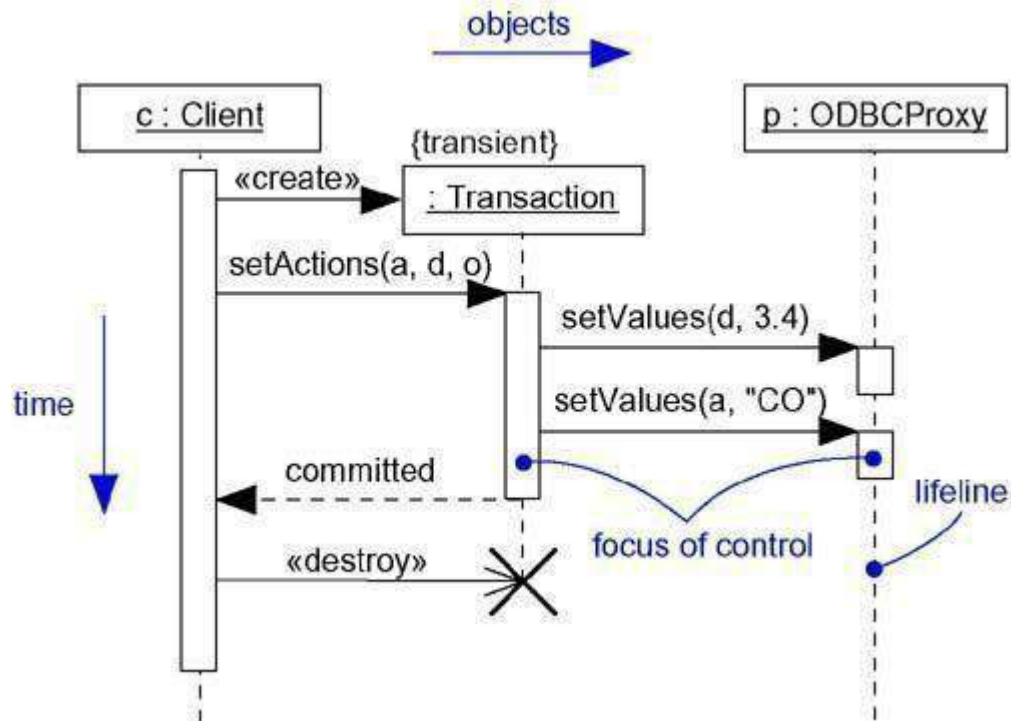 objects
c : Client
p : ODBCProxy
{transient}
«create»
: Transaction
setActions(a, d, o)
setValues(d, 3.4)
time
setValues(a, "CO")
committed
lifeline
focus of control
«destroy»